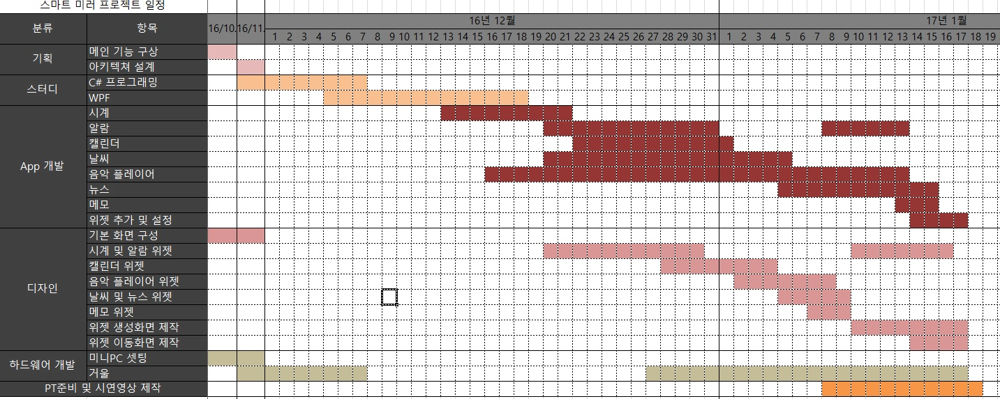 스마트 미러 프로젝트 일정
분류 항목 16/10. 16/11. 16년 12월 17년 1월
1 2 3 4 5 6 7 8 9 10 11 12 13 14 15 16 17 18 19 20 21 22 23 24 25 26 27 28 29 30 31 1 2 3 4 5 6 7 8 9 10 11 12 13 14 15 16 17 18 19
기획 메인 기능 구상
아키텍쳐 설계
스터디 C# 프로그래밍
WPF
App 개발 시계
알람
캘린더
날씨
음악 플레이어
뉴스
메모
위젯 추가 및 설정
디자인 기본 화면 구성
시계 및 알람 위젯
캘린더 위젯
음악 플레이어 위젯
날씨 및 뉴스 위젯
메모 위젯
위젯 생성화면 제작
위젯 이동화면 제작
하드웨어 개발 미니PC 셋팅
거울
PT준비 및 시연영상 제작